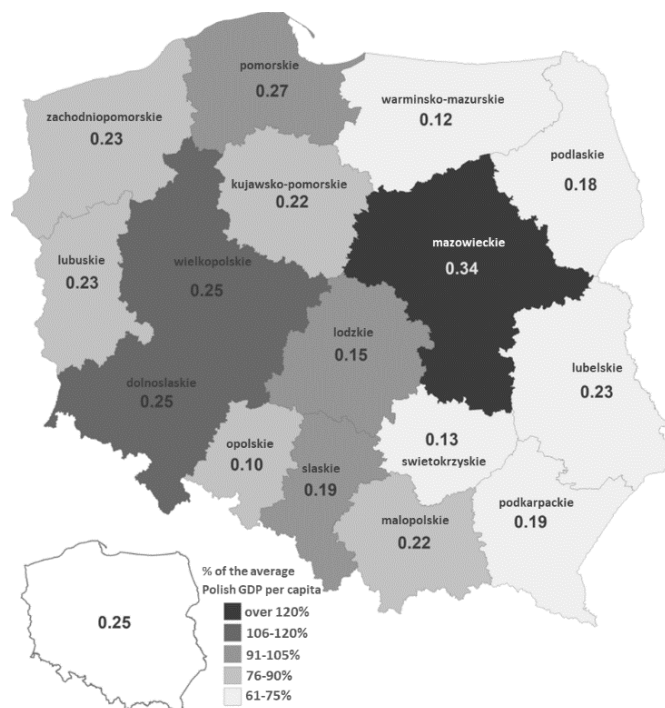 pomorskie
0.27
warminsko-mazurskie
0.12
zachodniopomorskie
0.23
podlaskie
0.18
kujawsko-pomorskie
0.22
mazowieckie
0.34
lubuskie
0.23
wielkopolskie
0.25
lodzkie
0.15
lubelskie
0.23
dolnoslaskie
0.25
opolskie
0.10
0.13
swietokrzyskie
slaskie
0.19
podkarpackie
0.19
malopolskie
0.22
0.25
% of the average
Polish GDP per capita
over 120%
106-120%
91-105%
76-90%
61-75%